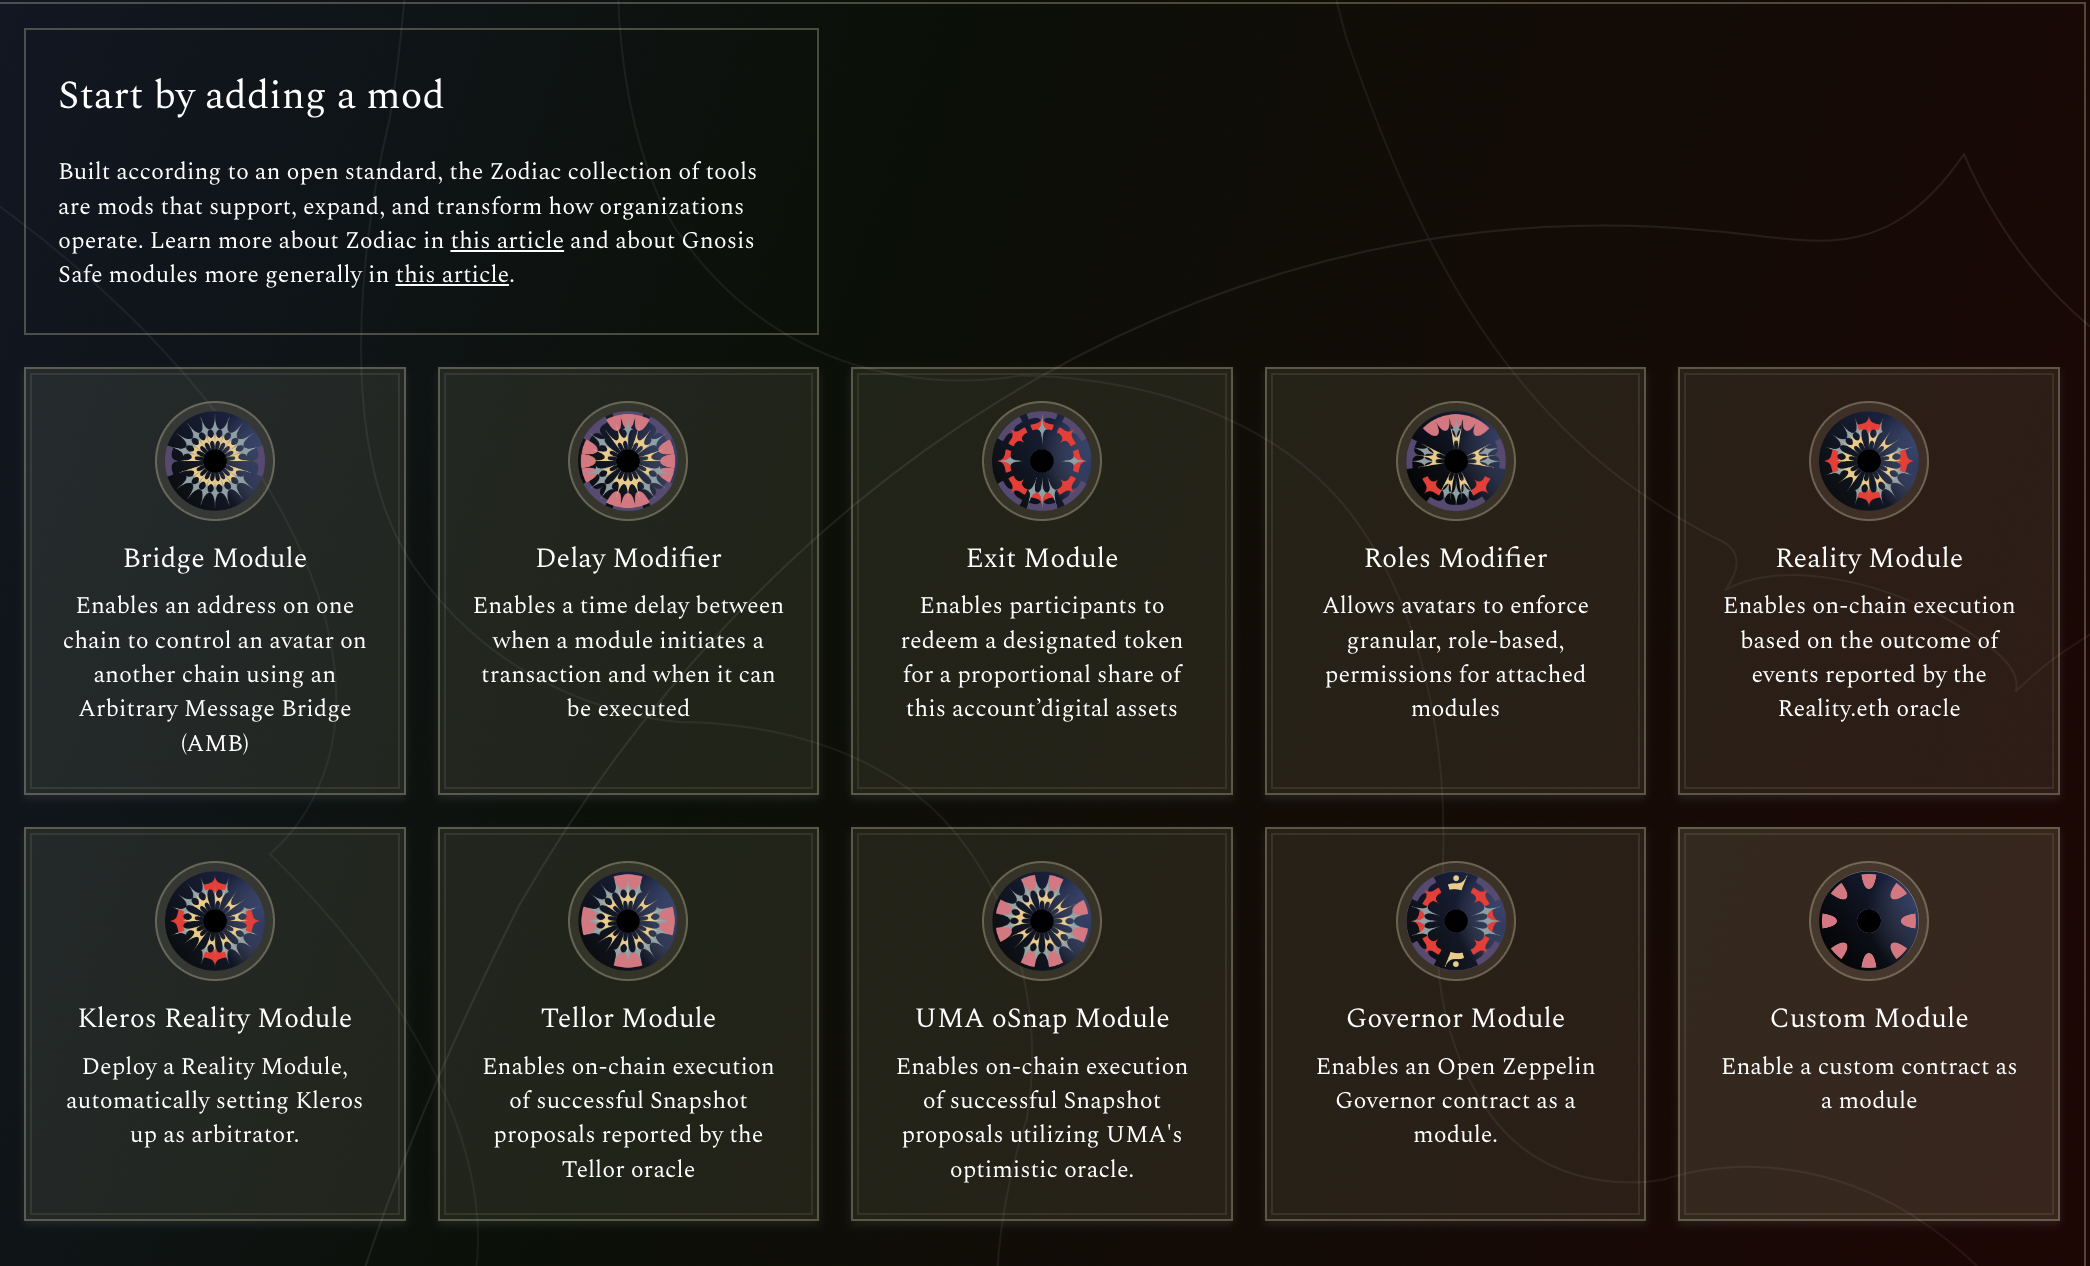 Start by adding a mod
Built according to an open standard, the Zodiac collection of tools
are mods that support, expand, and transform how organizations
operate. Learn more about Zodiac in this article and about Gnosis
Safe modules more generally in this article.
Bridge Module
Enables an address on one
chain to control an avatar on
another chain using an
Arbitrary Message Bridge
(AMB)
Delay Modifier
Enables a time delay between
when a module initiates a
transaction and when it can
be executed
Exit Module
Enables participants to
redeem a designated token
for a proportional share of
this account’digital assets
Roles Modifier
Allows avatars to enforce
granular, role-based,
permissions for attached
modules
Reality Module
Enables on-chain execution
based on the outcome of
events reported by the
Reality.eth oracle
Kleros Reality Module
Deploy a Reality Module,
automatically setting Kleros
up as arbitrator.
Tellor Module
Enables on-chain execution
of successful Snapshot
proposals reported by the
Tellor oracle
UMA oSnap Module
Enables on-chain execution
of successful Snapshot
proposals utilizing UMA's
optimistic oracle.
Governor Module
Enables an Open Zeppelin
Governor contract as a
module.
Custom Module
Enable a custom contract as
a module